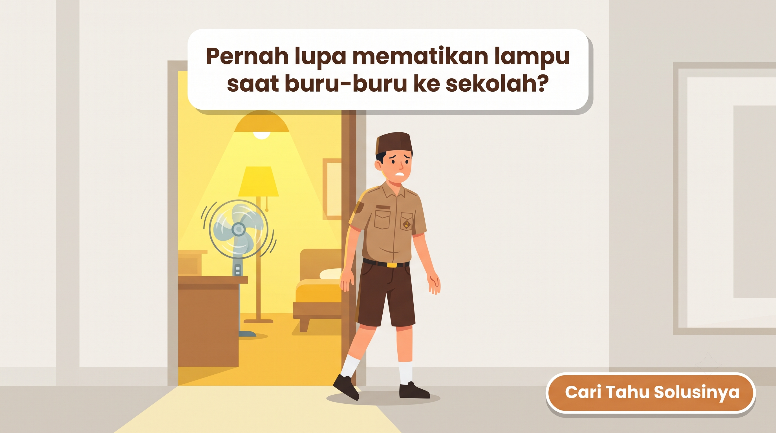 Pernah lupa mematikan lampu
saat buru-buru ke sekolah?
Cari Tahu Solusinya